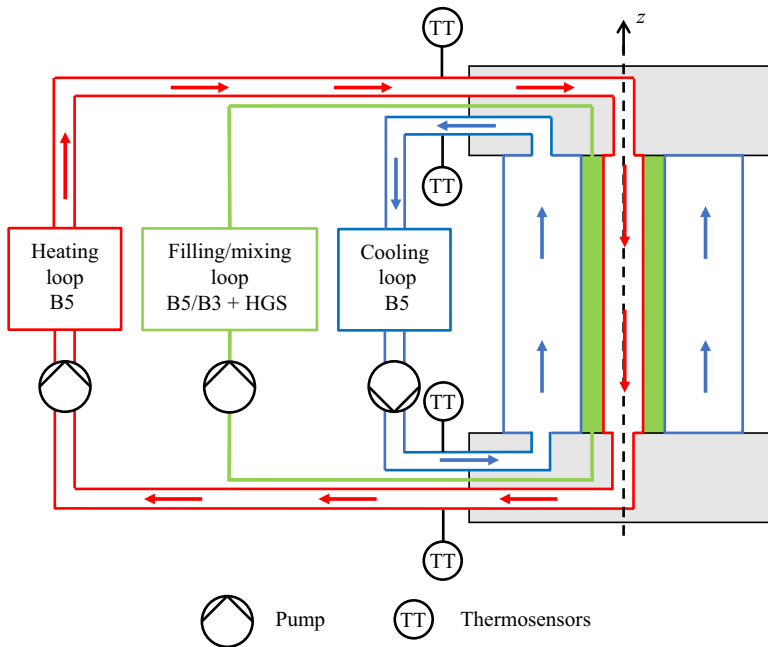 TT
z
TT
Heating
loop
B5
Filling/mixing
loop
B5/B3 + HGS
Cooling
loop
B5
TT
TT
Pump
TT
Thermosensors